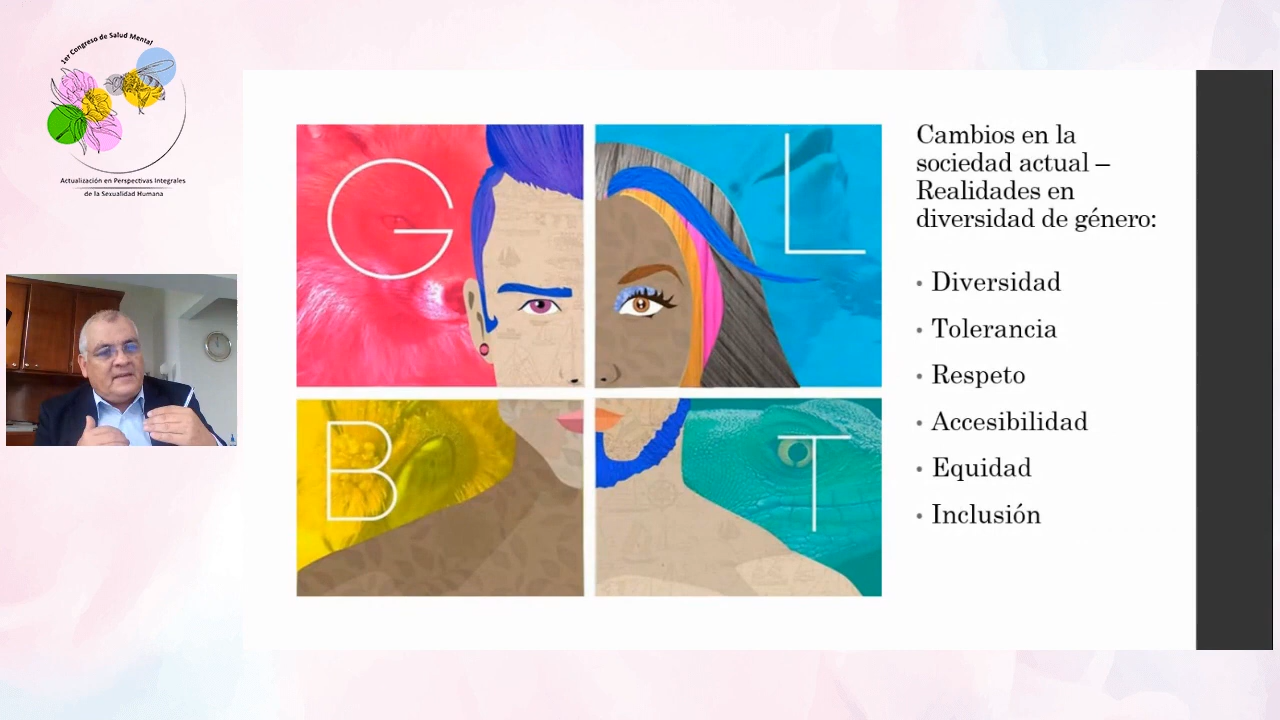 1er Congreso de Salud Mental
Actualización en Perspectivas Integrales
de la Sexualidad Humana
G
L
B
T
Cambios en la
sociedad actual –
Realidades en
diversidad de género:
• Diversidad
• Tolerancia
• Respeto
• Accesibilidad
• Equidad
• Inclusión